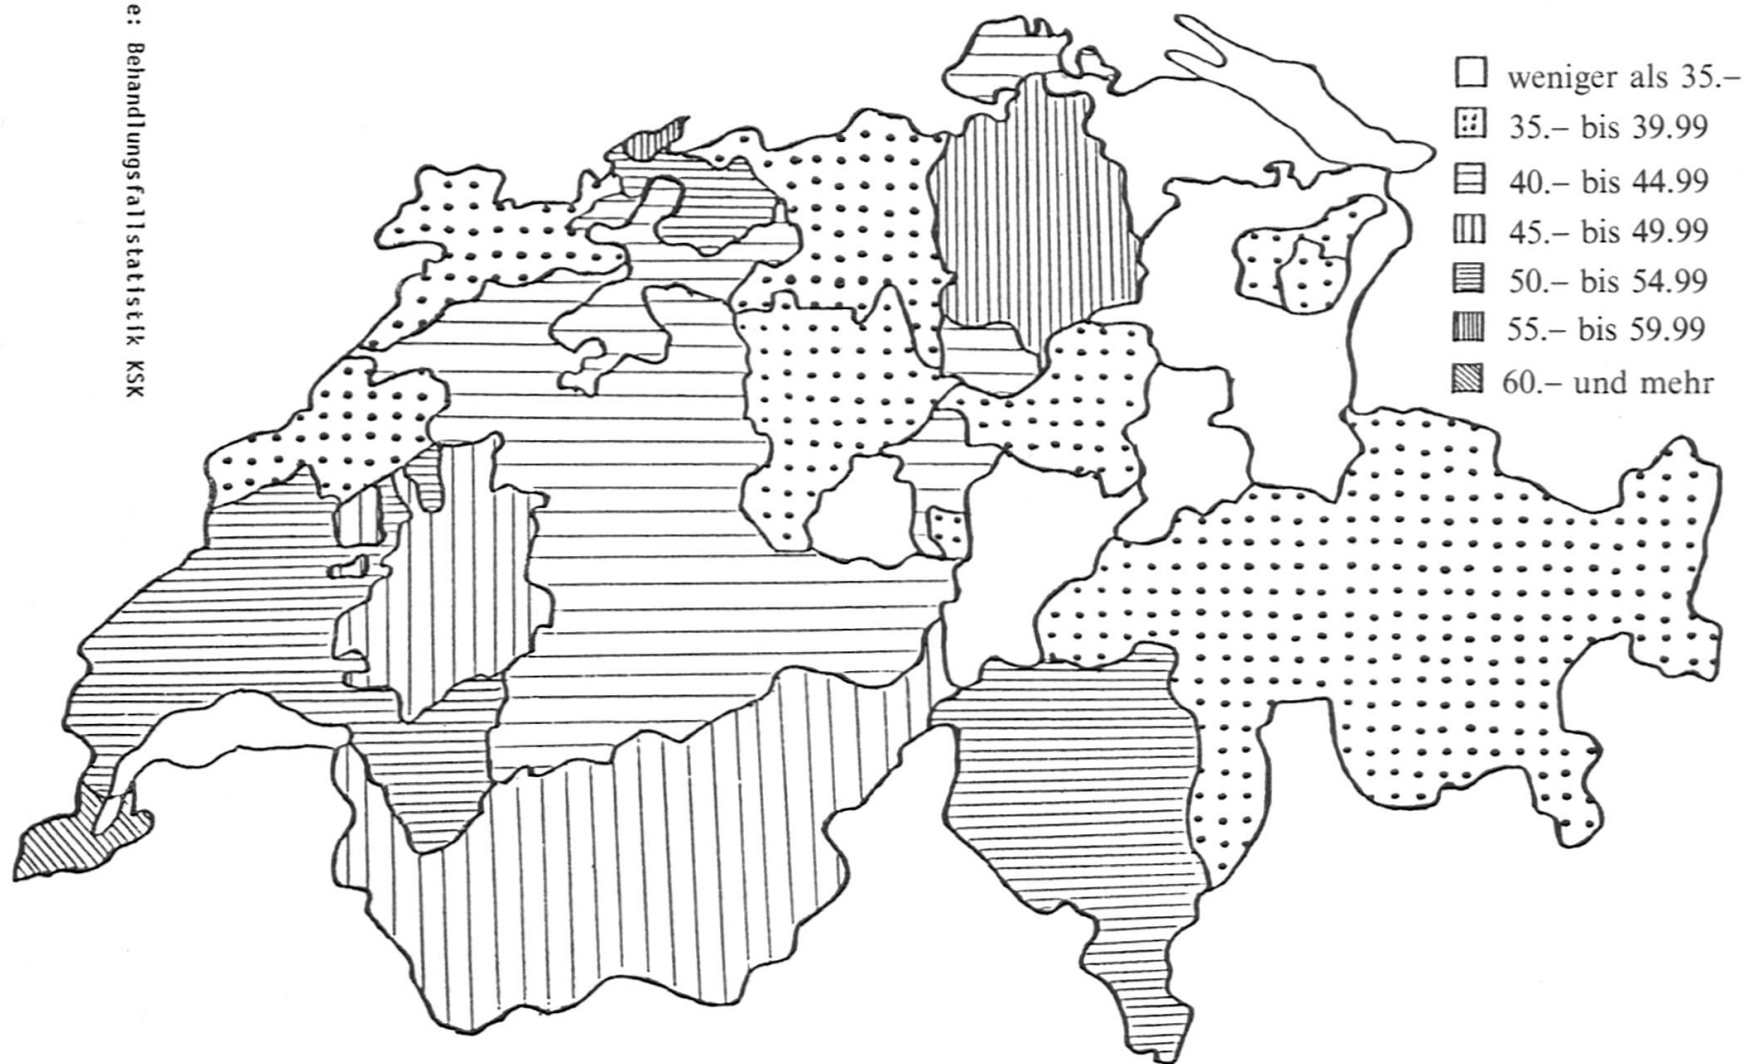 e: Behandlungsfallstatistik KSK
weniger als 35.–
35.– bis 39.99
40.– bis 44.99
45.– bis 49.99
50.– bis 54.99
55.– bis 59.99
60.– und mehr